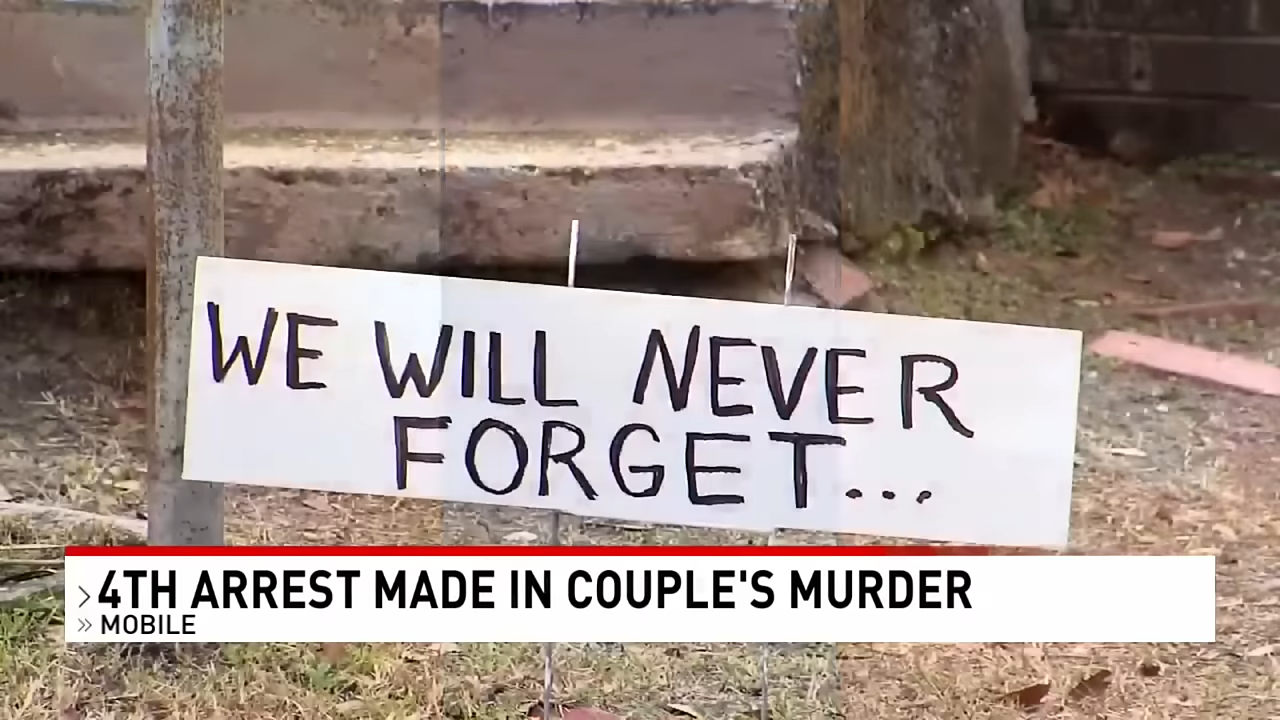 WE WILL NEVER
FORGET...
> 4TH ARREST MADE IN COUPLE'S MURDER
» MOBILE